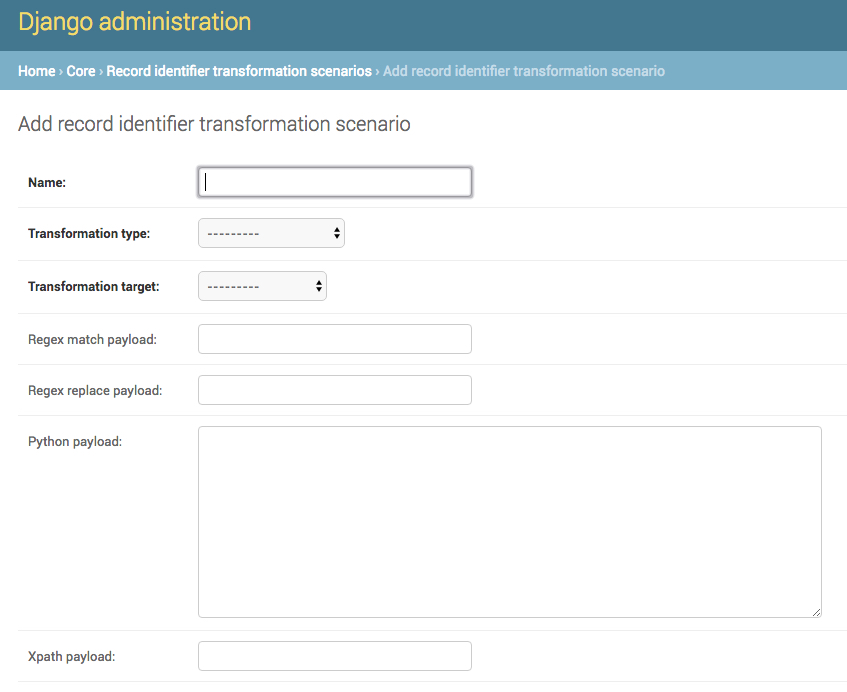 Django administration
Home › Core › Record identifier transformation scenarios › Add record identifier transformation scenario
Add record identifier transformation scenario
Name:
Transformation type: ---------
Transformation target: ---------
Regex match payload:
Regex replace payload:
Python payload:
Xpath payload: